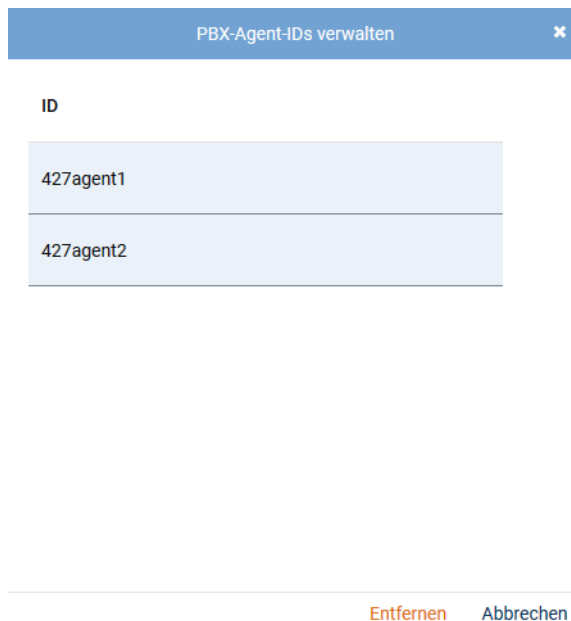 PBX-Agent-IDs verwalten
ID
427agent1
427agent2
Entfernen Abbrechen